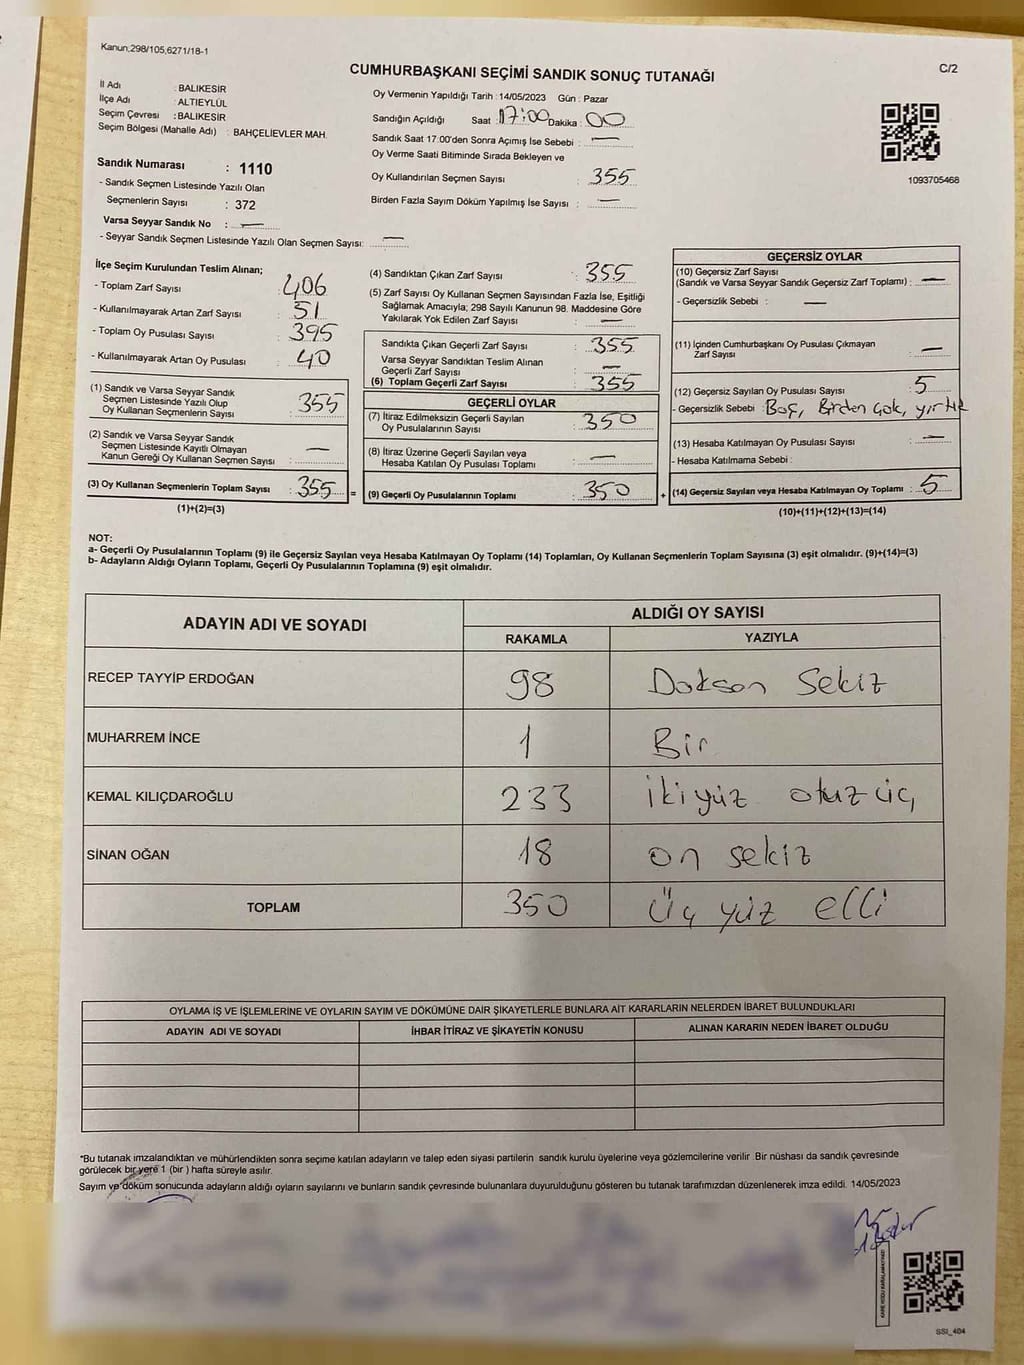 Kanun;298/105,6271/18-1
CUMHURBAŞKANI SEÇİMİ SANDIK SONUÇ TUTANAĞI
C/2
İl Adı : BALIKESİR
İlçe Adı : ALTIEYLÜL
Seçim Çevresi : BALIKESİR
Seçim Bölgesi (Mahalle Adı) : BAHÇELİEVLER MAH.
Sandık Numarası : 1110
- Sandık Seçmen Listesinde Yazılı Olan
Seçmenlerin Sayısı : 372
Varsa Seyyar Sandık No : —
- Seyyar Sandık Seçmen Listesinde Yazılı Olan Seçmen Sayısı: —
Oy Vermenin Yapıldığı Tarih : 14/05/2023 Gün : Pazar
Sandığın Açıldığı Saat : 17:00 Dakika : 00
Sandık Saat 17:00'den Sonra Açımış İse Sebebi : —
Oy Verme Saati Bitiminde Sırada Bekleyen ve
Oy Kullandırılan Seçmen Sayısı : 355
Birden Fazla Sayım Döküm Yapılmış İse Sayısı : —
1093705468
İlçe Seçim Kurulundan Teslim Alınan;
- Toplam Zarf Sayısı : 406
- Kullanılmayarak Artan Zarf Sayısı : 51
- Toplam Oy Pusulası Sayısı : 395
- Kullanılmayarak Artan Oy Pusulası : 40
(1) Sandık ve Varsa Seyyar Sandık
Seçmen Listesinde Yazılı Olup
Oy Kullanan Seçmenlerin Sayısı : 355
(2) Sandık ve Varsa Seyyar Sandık
Seçmen Listesinde Kayıtlı Olmayan
Kanun Gereği Oy Kullanan Seçmen Sayısı : —
(3) Oy Kullanan Seçmenlerin Toplam Sayısı : 355 =
(1)+(2)=(3)
(4) Sandıktan Çıkan Zarf Sayısı : 355
(5) Zarf Sayısı Oy Kullanan Seçmen Sayısından Fazla İse, Eşitliği
Sağlamak Amacıyla; 298 Sayılı Kanunun 98. Maddesine Göre
Yakılarak Yok Edilen Zarf Sayısı : —
Sandıkta Çıkan Geçerli Zarf Sayısı : 355
Varsa Seyyar Sandıktan Teslim Alınan
Geçerli Zarf Sayısı : —
(6) Toplam Geçerli Zarf Sayısı : 355
GEÇERLİ OYLAR
(7) İtiraz Edilmeksizin Geçerli Sayılan
Oy Pusulalarının Sayısı : 350
(8) İtiraz Üzerine Geçerli Sayılan veya
Hesaba Katılan Oy Pusulası Toplamı : —
(9) Geçerli Oy Pusulalarının Toplamı : 350 +
GEÇERSİZ OYLAR
(10) Geçersiz Zarf Sayısı
(Sandık ve Varsa Seyyar Sandık Geçersiz Zarf Toplamı) : —
- Geçersizlik Sebebi : —
(11) İçinden Cumhurbaşkanı Oy Pusulası Çıkmayan
Zarf Sayısı : —
(12) Geçersiz Sayılan Oy Pusulası Sayısı : 5
- Geçersizlik Sebebi : Boş, Birden çok, yırtık
(13) Hesaba Katılmayan Oy Pusulası Sayısı : —
- Hesaba Katılmama Sebebi :
(14) Geçersiz Sayılan veya Hesaba Katılmayan Oy Toplamı : 5
(10)+(11)+(12)+(13)=(14)
NOT:
a- Geçerli Oy Pusulalarının Toplamı (9) ile Geçersiz Sayılan veya Hesaba Katılmayan Oy Toplamı (14) Toplamları, Oy Kullanan Seçmenlerin Toplam Sayısına (3) eşit olmalıdır. (9)+(14)=(3)
b- Adayların Aldığı Oyların Toplamı, Geçerli Oy Pusulalarının Toplamına (9) eşit olmalıdır.
ADAYIN ADI VE SOYADI
ALDIĞI OY SAYISI
RAKAMLA YAZIYLA
RECEP TAYYİP ERDOĞAN 98 Doksan Sekiz
MUHARREM İNCE 1 Bir
KEMAL KILIÇDAROĞLU 233 ikiyüz otuz üç
SİNAN OĞAN 18 on sekiz
TOPLAM 350 üç yüz elli
OYLAMA İŞ VE İŞLEMLERİNE VE OYLARIN SAYIM VE DÖKÜMÜNE DAİR ŞİKAYETLERLE BUNLARA AİT KARARLARIN NELERDEN İBARET BULUNDUKLARI
ADAYIN ADI VE SOYADI İHBAR İTİRAZ VE ŞİKAYETİN KONUSU ALINAN KARARIN NEDEN İBARET OLDUĞU
*Bu tutanak imzalandıktan ve mühürlendikten sonra seçime katılan adayların ve talep eden siyasi partilerin sandık kurulu üyelerine veya gözlemcilerine verilir. Bir nüshası da sandık çevresinde
görülecek bir yere 1 (bir ) hafta süreyle asılır.
Sayım ve döküm sonucunda adayların aldığı oyların sayılarını ve bunların sandık çevresinde bulunanlara duyurulduğunu gösteren bu tutanak tarafımızdan düzenlenerek imza edildi. 14/05/2023
KARE KODU KARALAMAYINIZ!
SSI_404